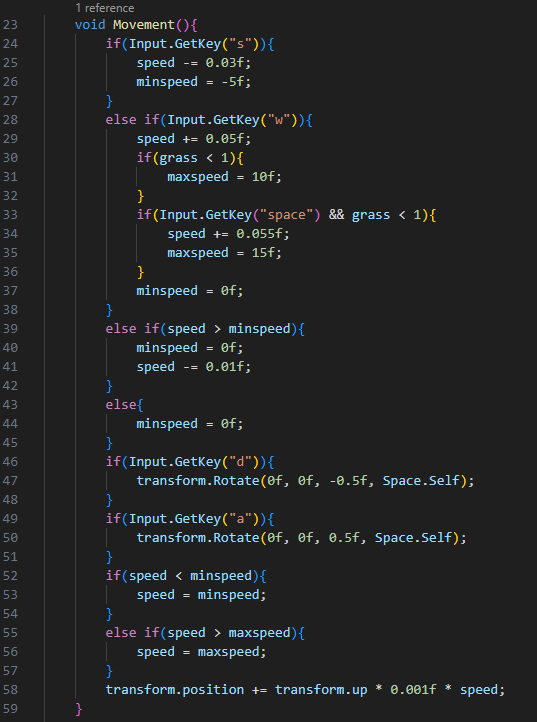 1 reference
23 void Movement(){
24 if(Input.GetKey("s")){
25 speed -= 0.03f;
26 minspeed = -5f;
27 }
28 else if(Input.GetKey("w")){
29 speed += 0.05f;
30 if(grass < 1){
31 maxspeed = 10f;
32 }
33 if(Input.GetKey("space") && grass < 1){
34 speed += 0.055f;
35 maxspeed = 15f;
36 }
37 minspeed = 0f;
38 }
39 else if(speed > minspeed){
40 minspeed = 0f;
41 speed -= 0.01f;
42 }
43 else{
44 minspeed = 0f;
45 }
46 if(Input.GetKey("d")){
47 transform.Rotate(0f, 0f, -0.5f, Space.Self);
48 }
49 if(Input.GetKey("a")){
50 transform.Rotate(0f, 0f, 0.5f, Space.Self);
51 }
52 if(speed < minspeed){
53 speed = minspeed;
54 }
55 else if(speed > maxspeed){
56 speed = maxspeed;
57 }
58 transform.position += transform.up * 0.001f * speed;
59 }